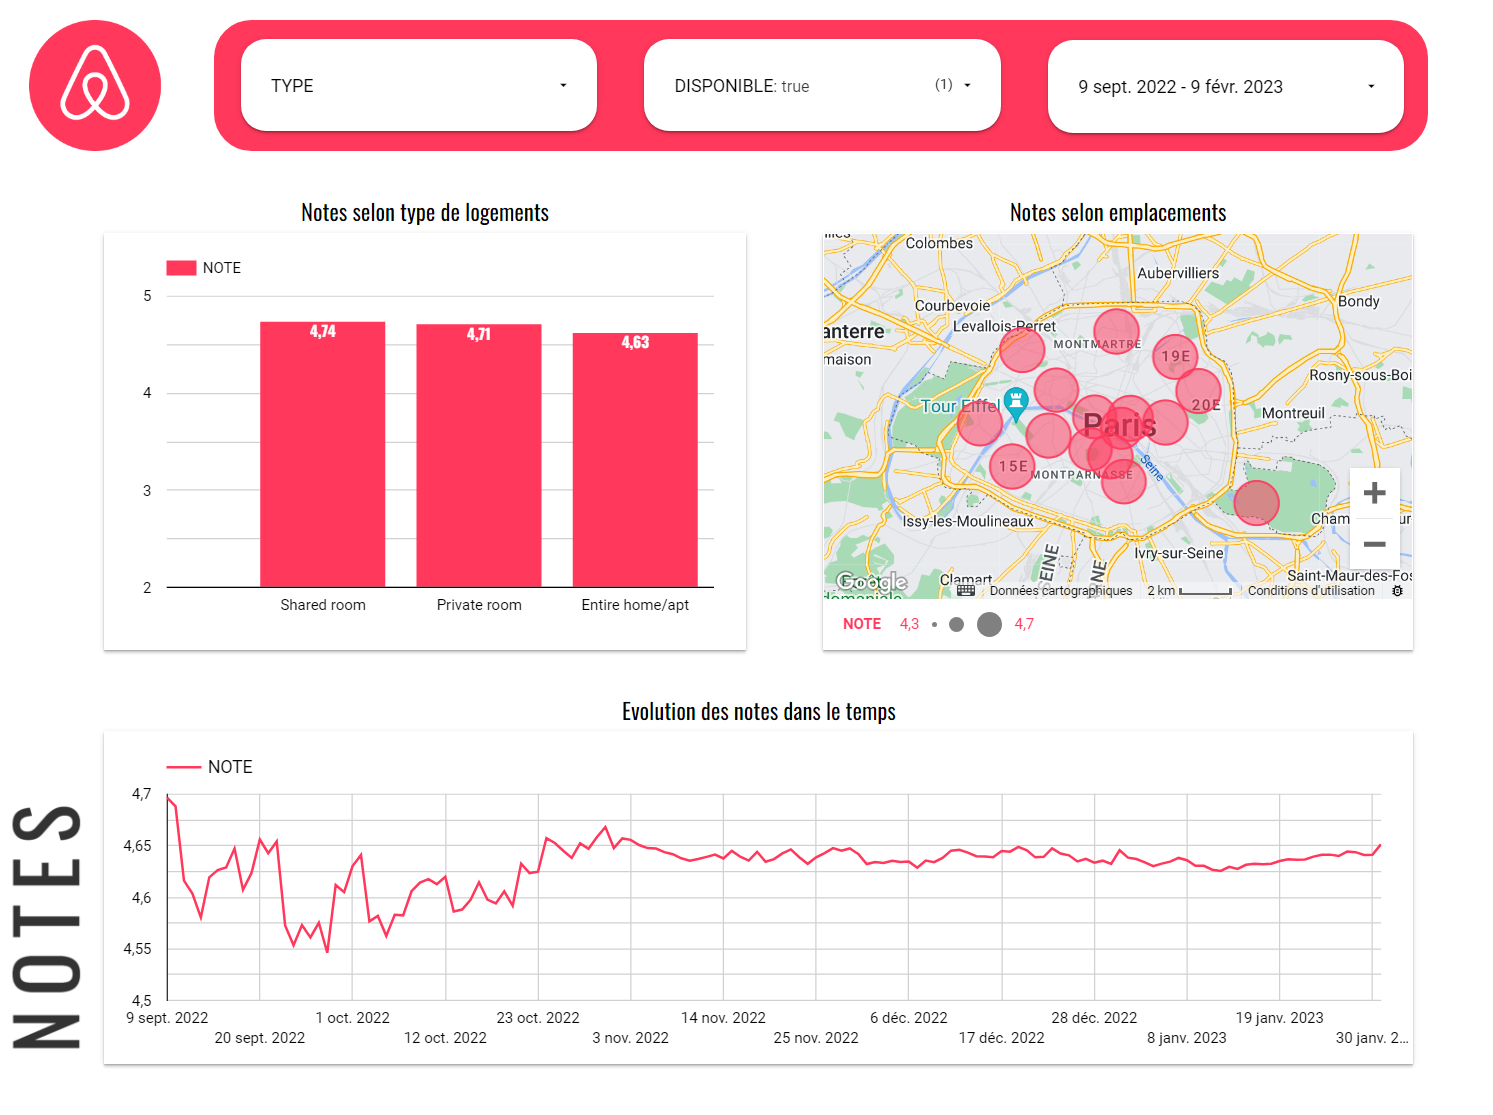 TYPE
DISPONIBLE: true (1)
9 sept. 2022 - 9 févr. 2023
Notes selon type de logements
NOTE
5
4
3
2
4,74
4,71
4,63
Shared room
Private room
Entire home/apt
Notes selon emplacements
Colombes
Aubervilliers
Bondy
Courbevoie
Levallois-Perret
anterre
MONTMARTRE
maison
19E
Rosny-sous-Boi
Tour Eiffel
20E
Montreuil
Paris
15E
MONTPARNASSE
Seine
Issy-les-Moulineaux
Cham
ur
Ivry-sur-Seine
SEINE
RNE
Clamart
Saint-Maur-des-Fos
Google
Données cartographiques
2 km
Conditions d'utilisation
+
−
NOTE 4,3 4,7
Evolution des notes dans le temps
NOTE
4,7
4,65
4,6
4,55
4,5
9 sept. 2022
20 sept. 2022
1 oct. 2022
12 oct. 2022
23 oct. 2022
3 nov. 2022
14 nov. 2022
25 nov. 2022
6 déc. 2022
17 déc. 2022
28 déc. 2022
8 janv. 2023
19 janv. 2023
30 janv. 2...
NOTES